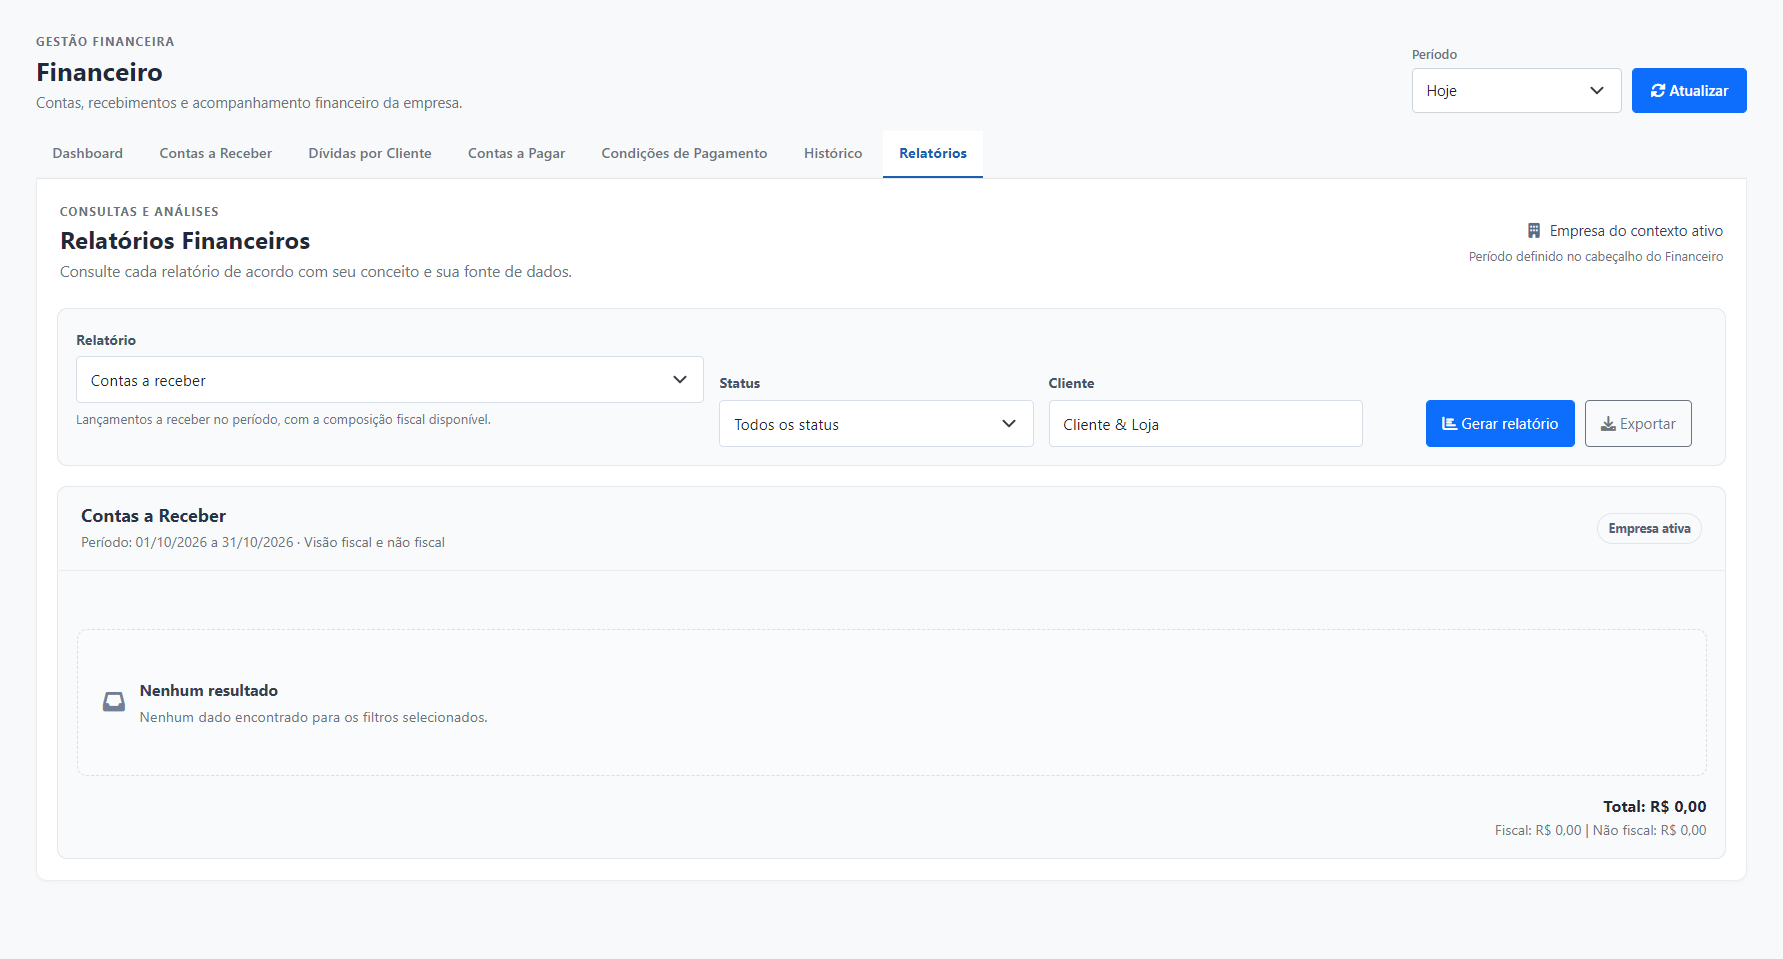 GESTÃO FINANCEIRA
Financeiro
Contas, recebimentos e acompanhamento financeiro da empresa.
Período
Hoje
Atualizar
Dashboard
Contas a Receber
Dívidas por Cliente
Contas a Pagar
Condições de Pagamento
Histórico
Relatórios
CONSULTAS E ANÁLISES
Relatórios Financeiros
Consulte cada relatório de acordo com seu conceito e sua fonte de dados.
Empresa do contexto ativo
Período definido no cabeçalho do Financeiro
Relatório
Contas a receber
Lançamentos a receber no período, com a composição fiscal disponível.
Status
Todos os status
Cliente
Cliente & Loja
Gerar relatório
Exportar
Contas a Receber
Período: 01/10/2026 a 31/10/2026 · Visão fiscal e não fiscal
Empresa ativa
Nenhum resultado
Nenhum dado encontrado para os filtros selecionados.
Total: R$ 0,00
Fiscal: R$ 0,00 | Não fiscal: R$ 0,00